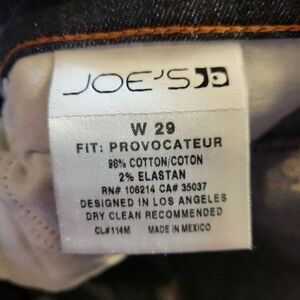 JOE'S
W 29
FIT: PROVOCATEUR
98% COTTON/COTON
2% ELASTAN
RN# 106214 CA# 35037
DESIGNED IN LOS ANGELES
DRY CLEAN RECOMMENDED
CL#114M MADE IN MEXICO